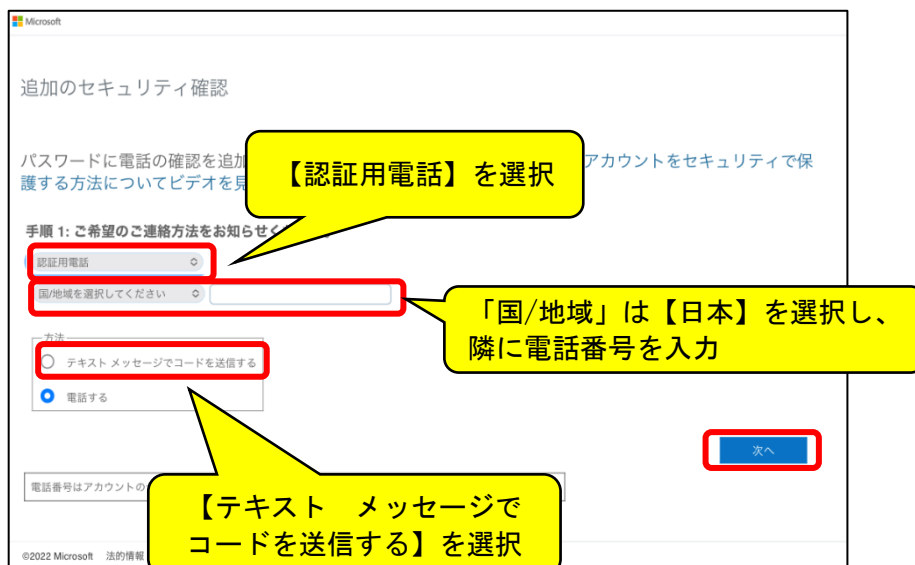 Microsoft
追加のセキュリティ確認
パスワードに電話の確認を追加
アカウントをセキュリティで保
護する方法についてビデオを見
【認証用電話】を選択
手順 1: ご希望のご連絡方法をお知らせく
認証用電話
国/地域を選択してください
「国/地域」は【日本】を選択し、
隣に電話番号を入力
方法
テキスト メッセージでコードを送信する
電話する
次へ
電話番号はアカウントの
【テキスト　メッセージで
コードを送信する】を選択
©2022 Microsoft 法的情報